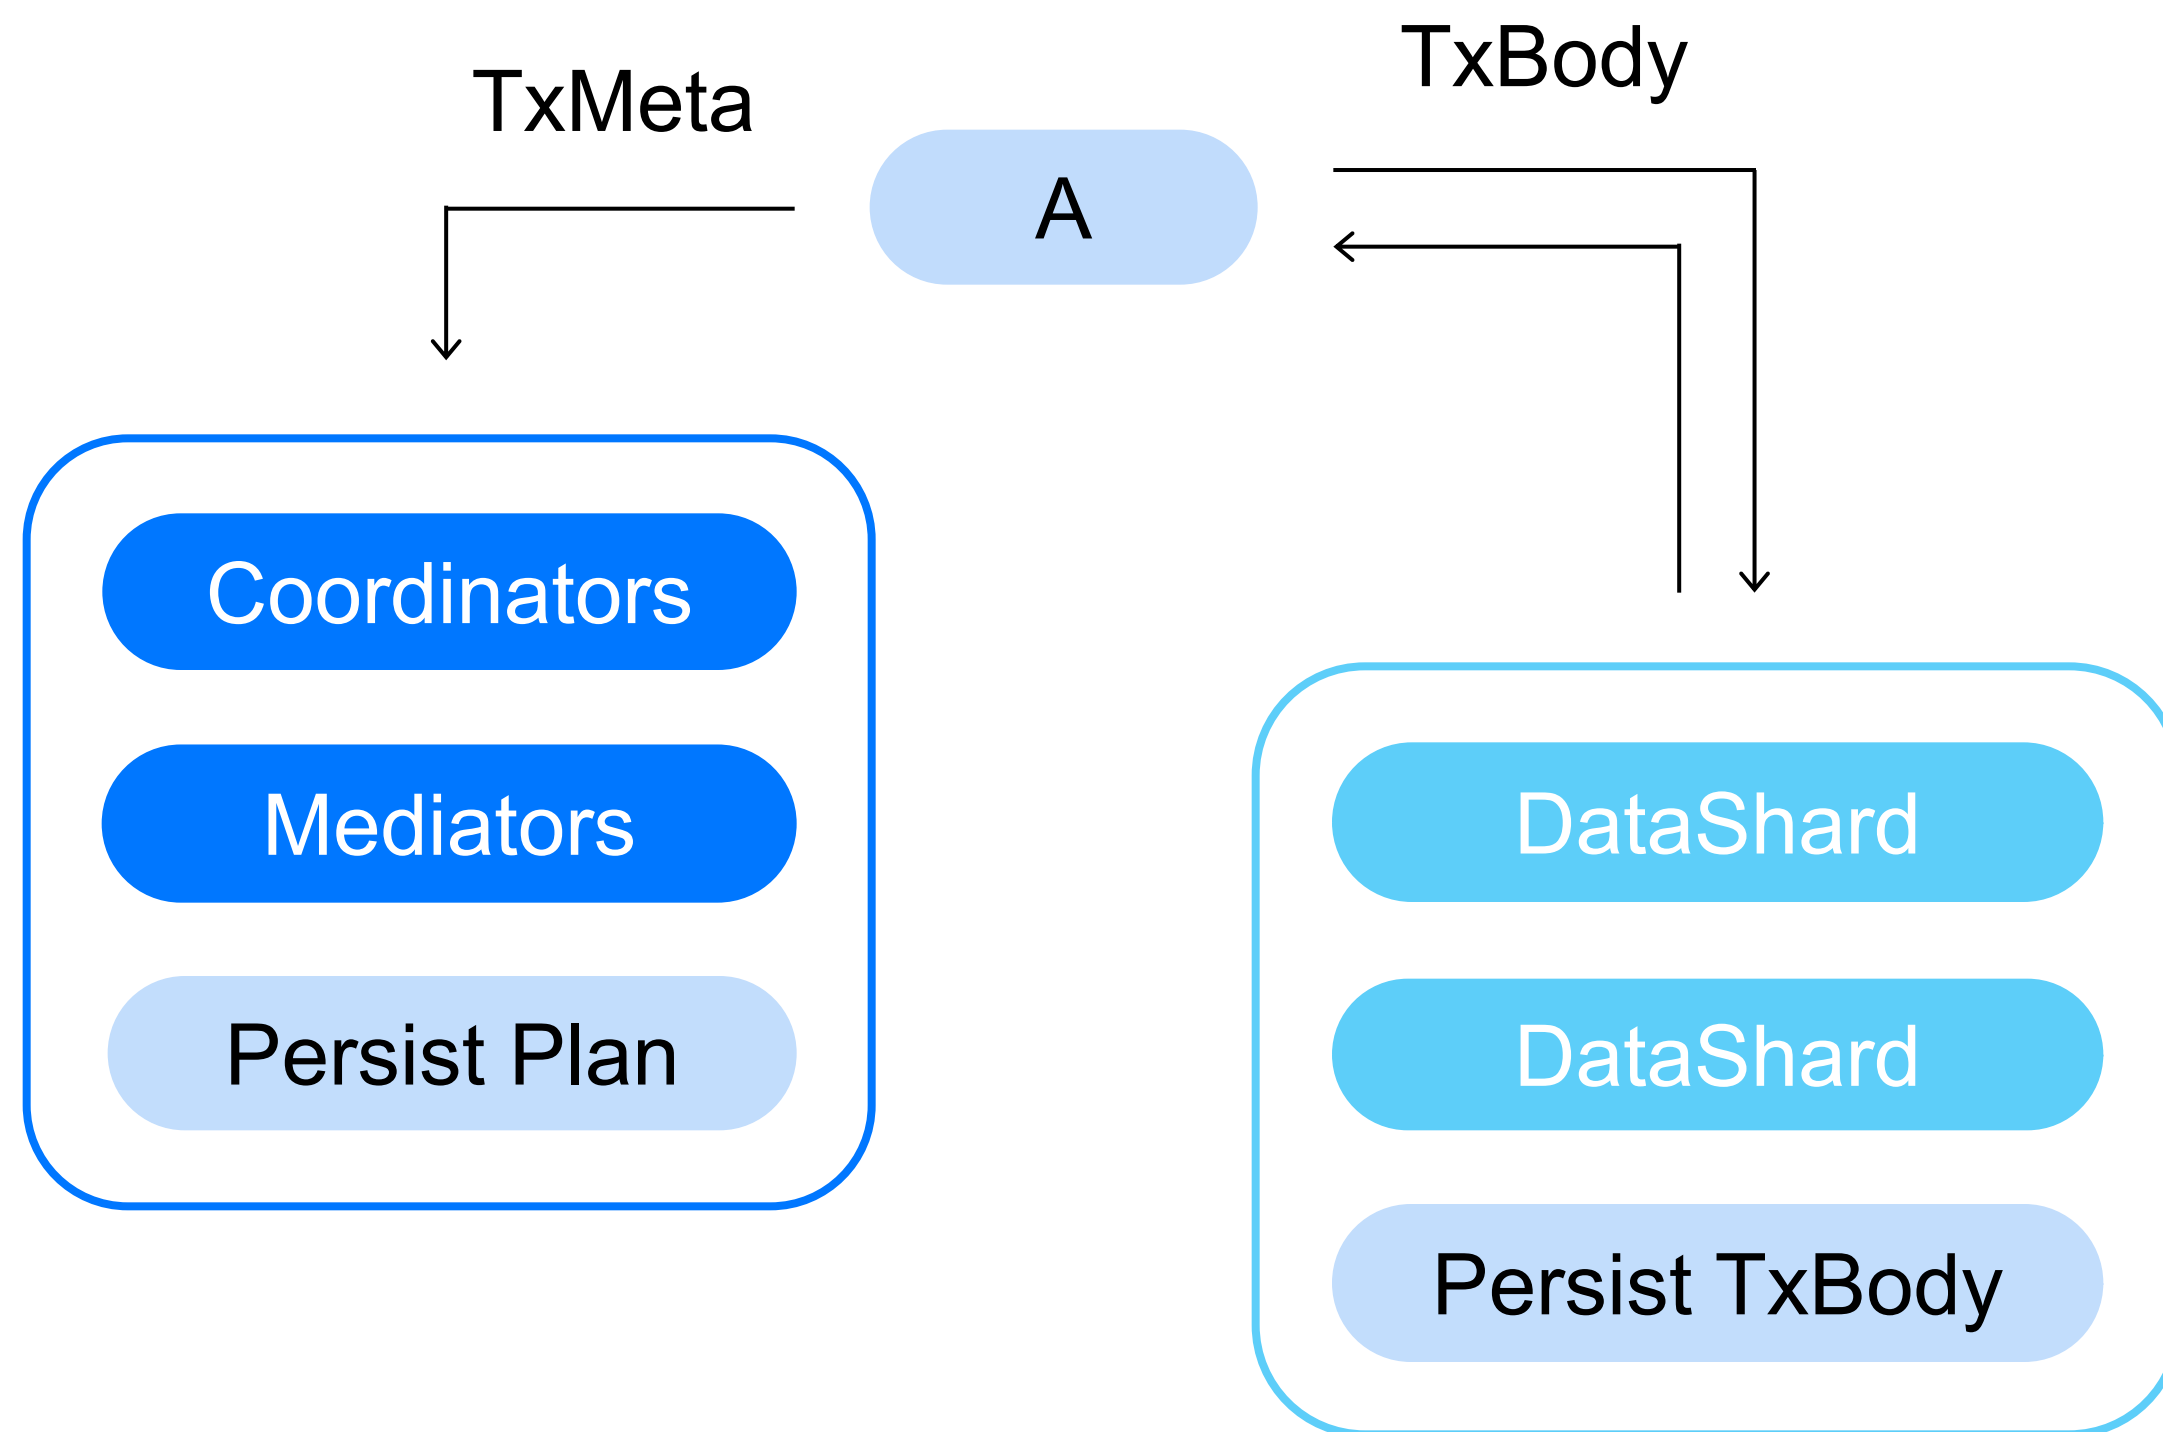 TxBody
TxMeta
A
Coordinators
Mediators
Persist Plan
DataShard
DataShard
Persist TxBody